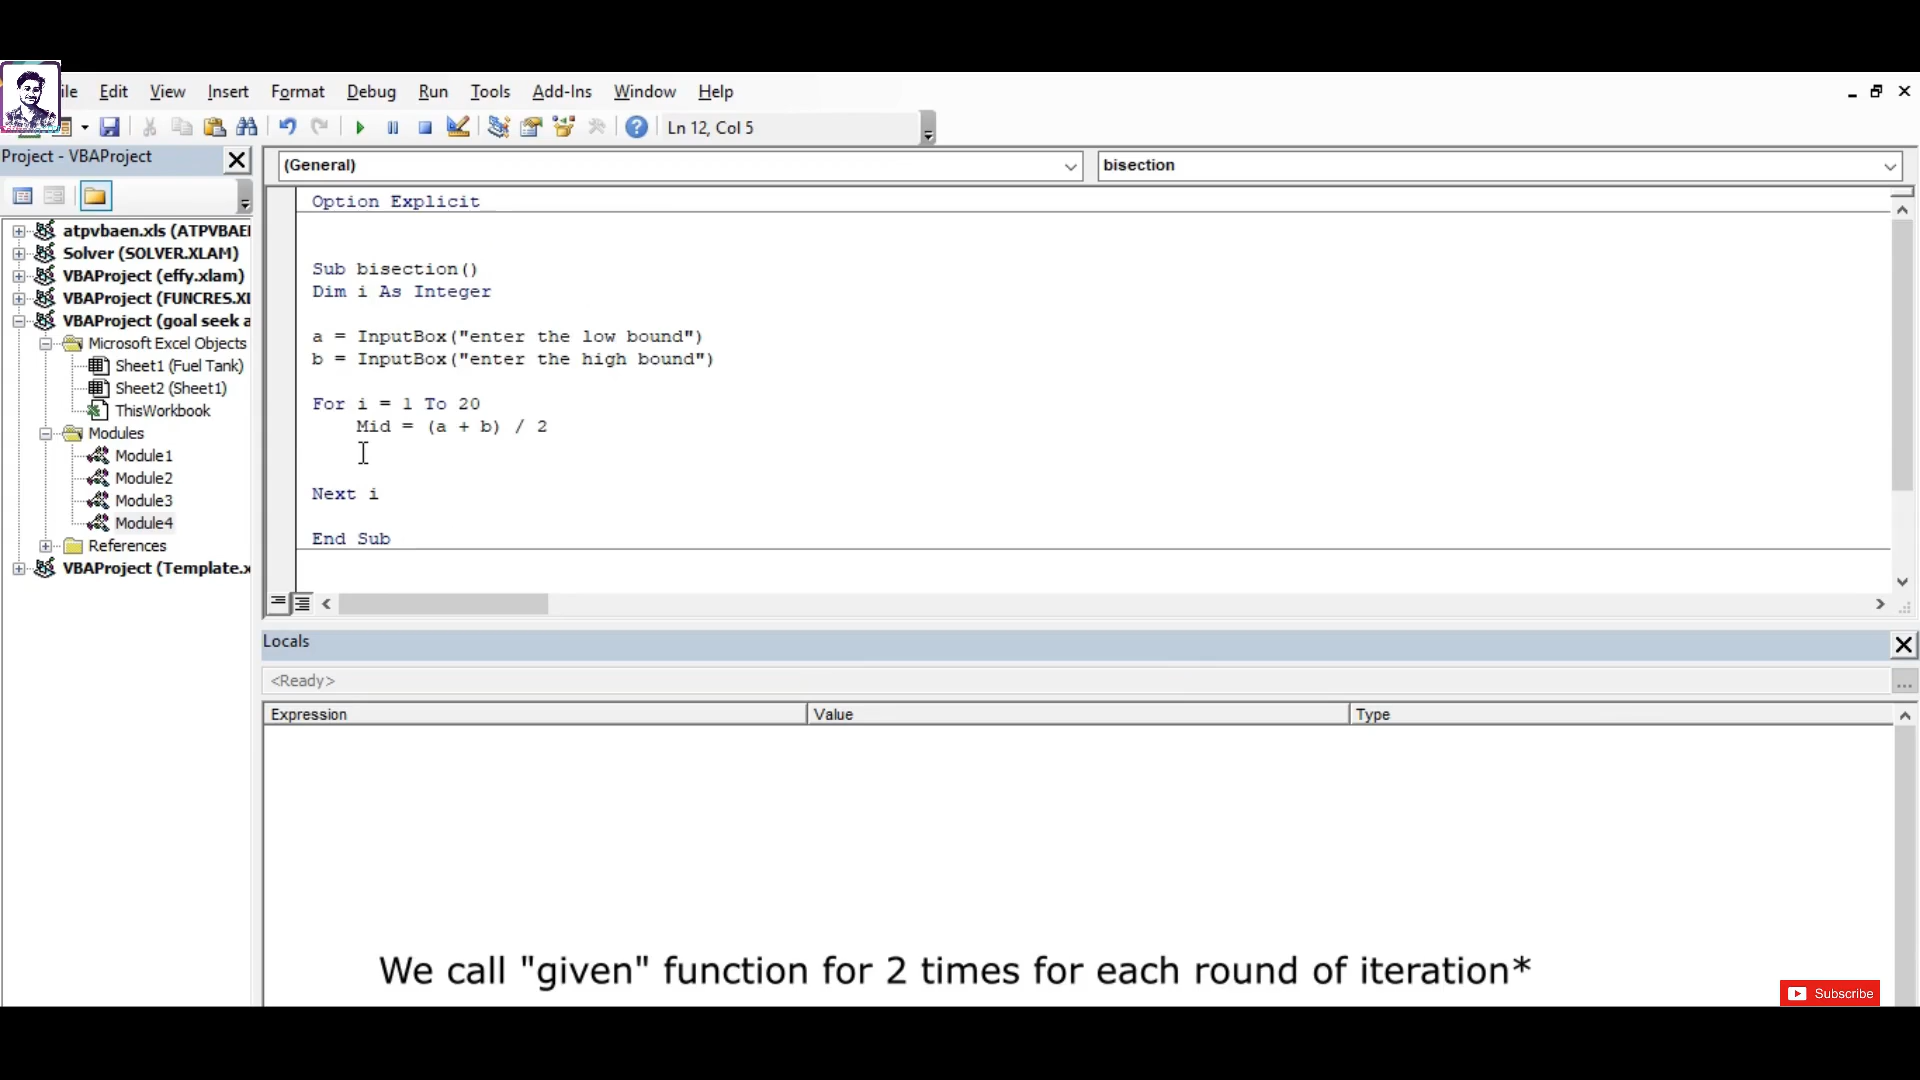 ile Edit View Insert Format Debug Run Tools Add-Ins Window Help
Ln 12, Col 5
Project - VBAProject
(General)
bisection
atpvbaen.xls (ATPVBAEI
Solver (SOLVER.XLAM)
VBAProject (effy.xlam)
VBAProject (FUNCRES.XI
VBAProject (goal seek a
Microsoft Excel Objects
Sheet1 (Fuel Tank)
Sheet2 (Sheet1)
ThisWorkbook
Modules
Module1
Module2
Module3
Module4
References
VBAProject (Template.x
Option Explicit
Sub bisection()
Dim i As Integer
a = InputBox("enter the low bound")
b = InputBox("enter the high bound")
For i = 1 To 20
Mid = (a + b) / 2
Next i
End Sub
Locals
<Ready>
Expression Value Type
We call "given" function for 2 times for each round of iteration*
Subscribe